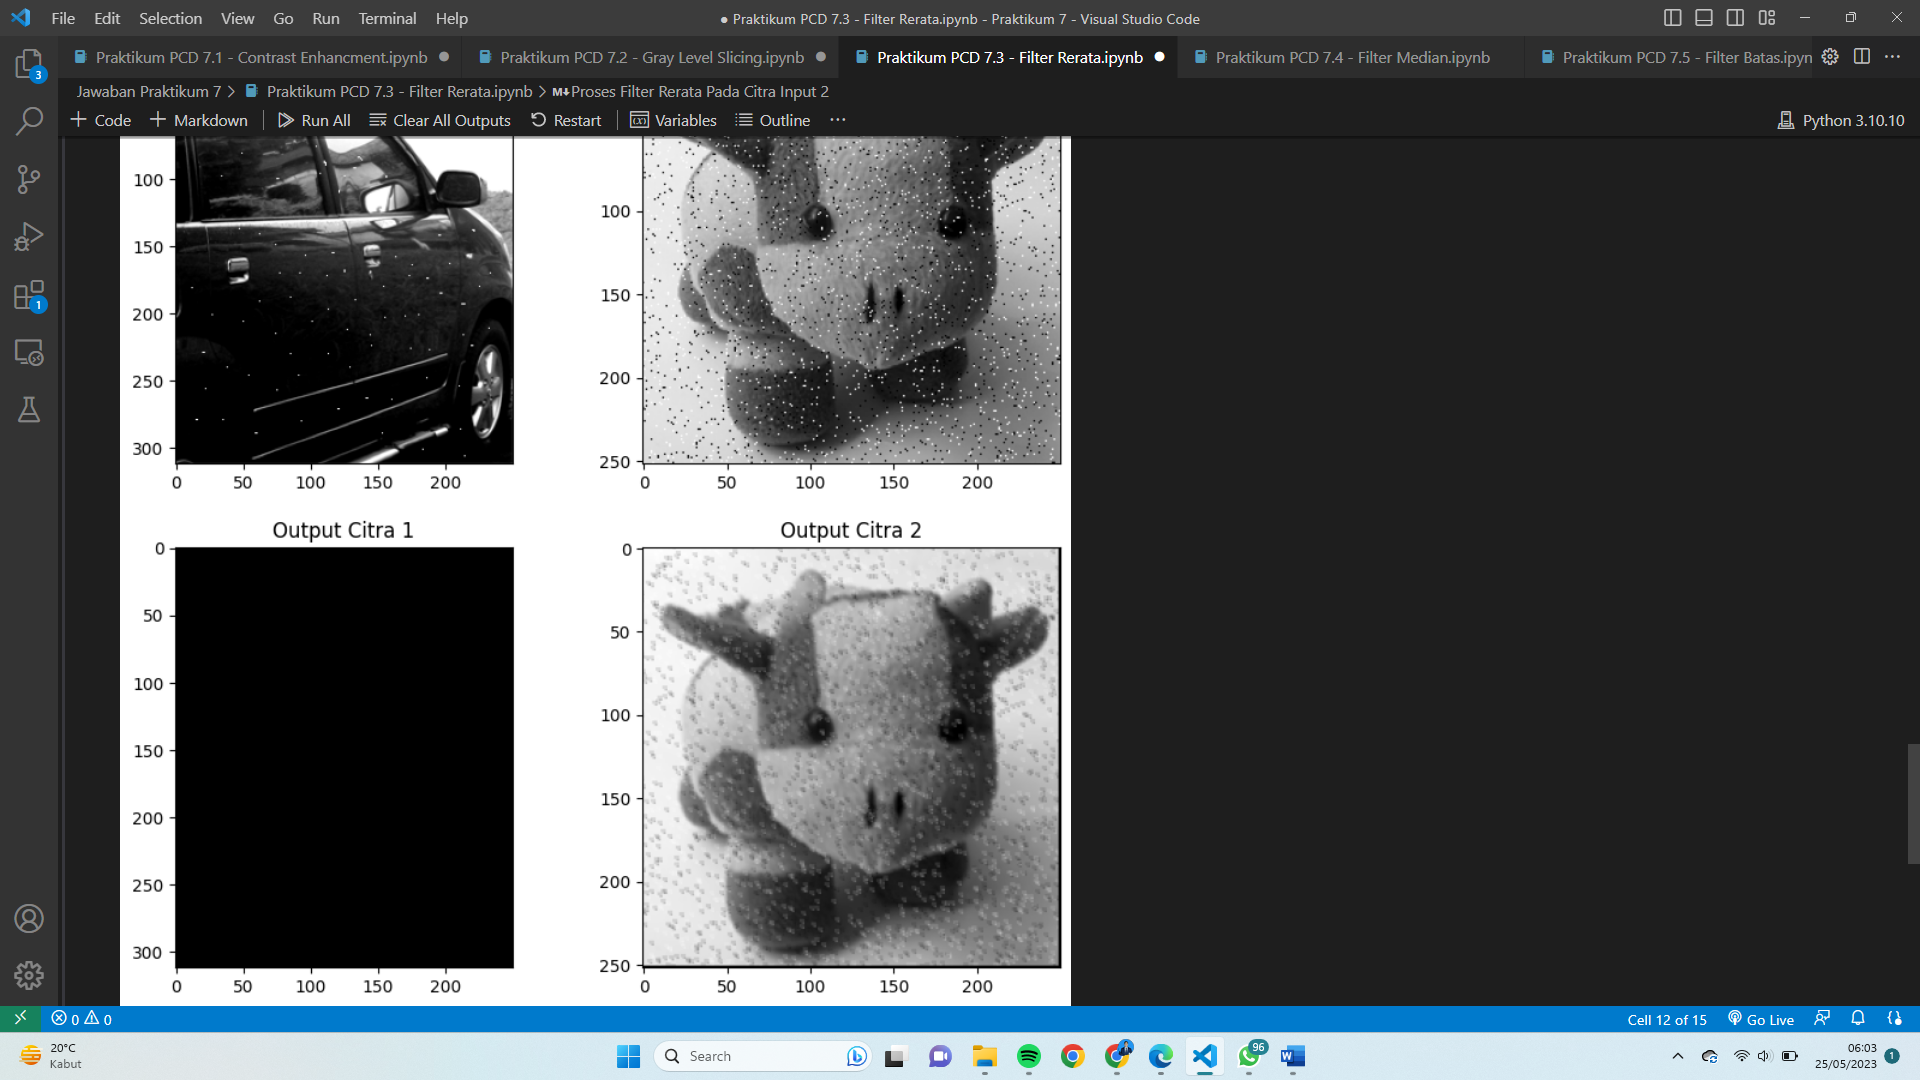 File Edit Selection View Go Run Terminal Help
● Praktikum PCD 7.3 - Filter Rerata.ipynb - Praktikum 7 - Visual Studio Code
Praktikum PCD 7.1 - Contrast Enhancment.ipynb
Praktikum PCD 7.2 - Gray Level Slicing.ipynb
Praktikum PCD 7.3 - Filter Rerata.ipynb
Praktikum PCD 7.4 - Filter Median.ipynb
Praktikum PCD 7.5 - Filter Batas.ipyn
Jawaban Praktikum 7 > Praktikum PCD 7.3 - Filter Rerata.ipynb > M↓Proses Filter Rerata Pada Citra Input 2
+ Code + Markdown Run All Clear All Outputs Restart Variables Outline ...
Python 3.10.10
3
1
100
150
200
250
300
0 50 100 150 200
100
150
200
250
0 50 100 150 200
Output Citra 1
0
50
100
150
200
250
300
0 50 100 150 200
Output Citra 2
0
50
100
150
200
250
0 50 100 150 200
0 0
Cell 12 of 15 Go Live
20°C
Kabut
Search
96
06:03
25/05/2023
1